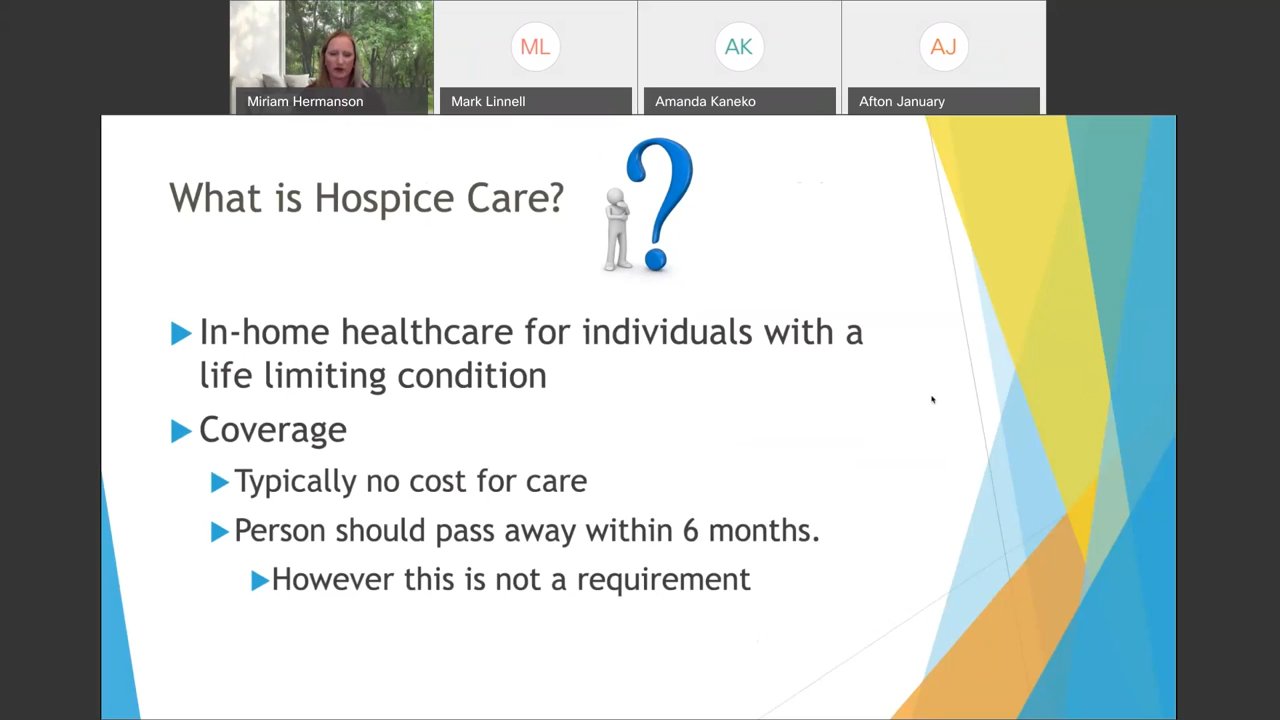 ML
AK
AJ
Miriam Hermanson
Mark Linnell
Amanda Kaneko
Afton January
What is Hospice Care?
In-home healthcare for individuals with a
life limiting condition
Coverage
Typically no cost for care
Person should pass away within 6 months.
However this is not a requirement